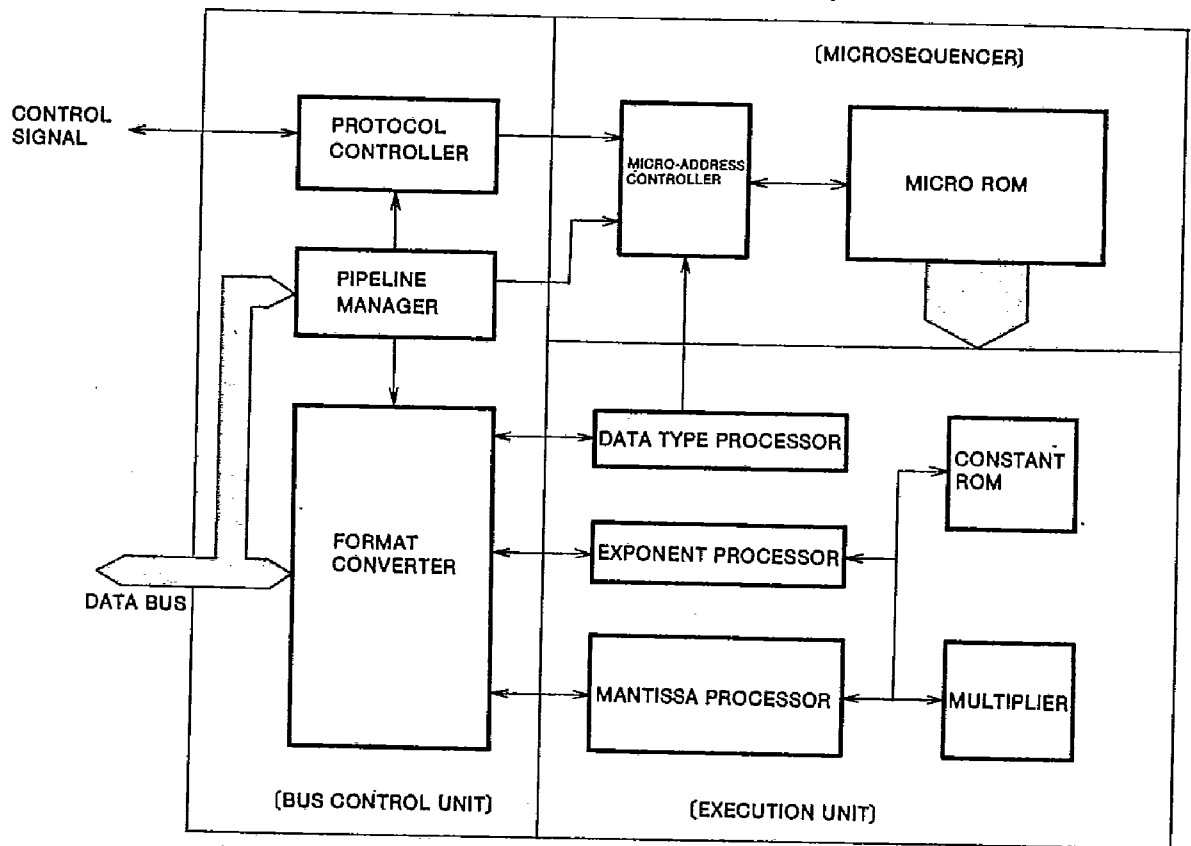 (MICROSEQUENCER)
CONTROL
SIGNAL
PROTOCOL
CONTROLLER
MICRO-ADDRESS
CONTROLLER
MICRO ROM
PIPELINE
MANAGER
DATA TYPE PROCESSOR
CONSTANT
ROM
FORMAT
CONVERTER
EXPONENT PROCESSOR
DATA BUS
MANTISSA PROCESSOR
MULTIPLIER
(BUS CONTROL UNIT)
(EXECUTION UNIT)